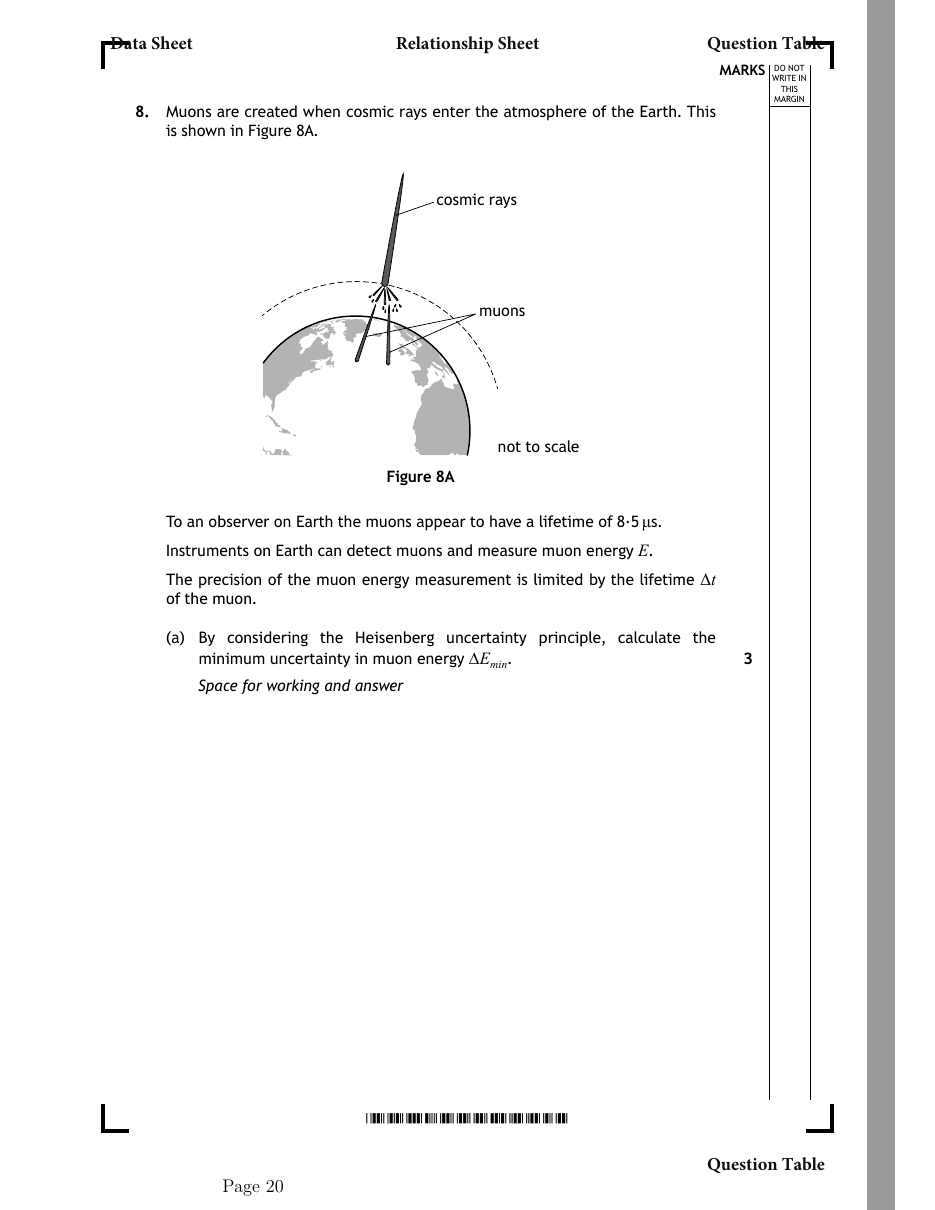 Data Sheet Relationship Sheet Question Table
MARKS
DO NOT
WRITE IN
THIS
MARGIN
8. Muons are created when cosmic rays enter the atmosphere of the Earth. This
is shown in Figure 8A.
cosmic rays
muons
not to scale
Figure 8A
To an observer on Earth the muons appear to have a lifetime of 8·5 μs.
Instruments on Earth can detect muons and measure muon energy E.
The precision of the muon energy measurement is limited by the lifetime Δt
of the muon.
(a) By considering the Heisenberg uncertainty principle, calculate the
minimum uncertainty in muon energy ΔEmin. 3
Space for working and answer
Question Table
Page 20